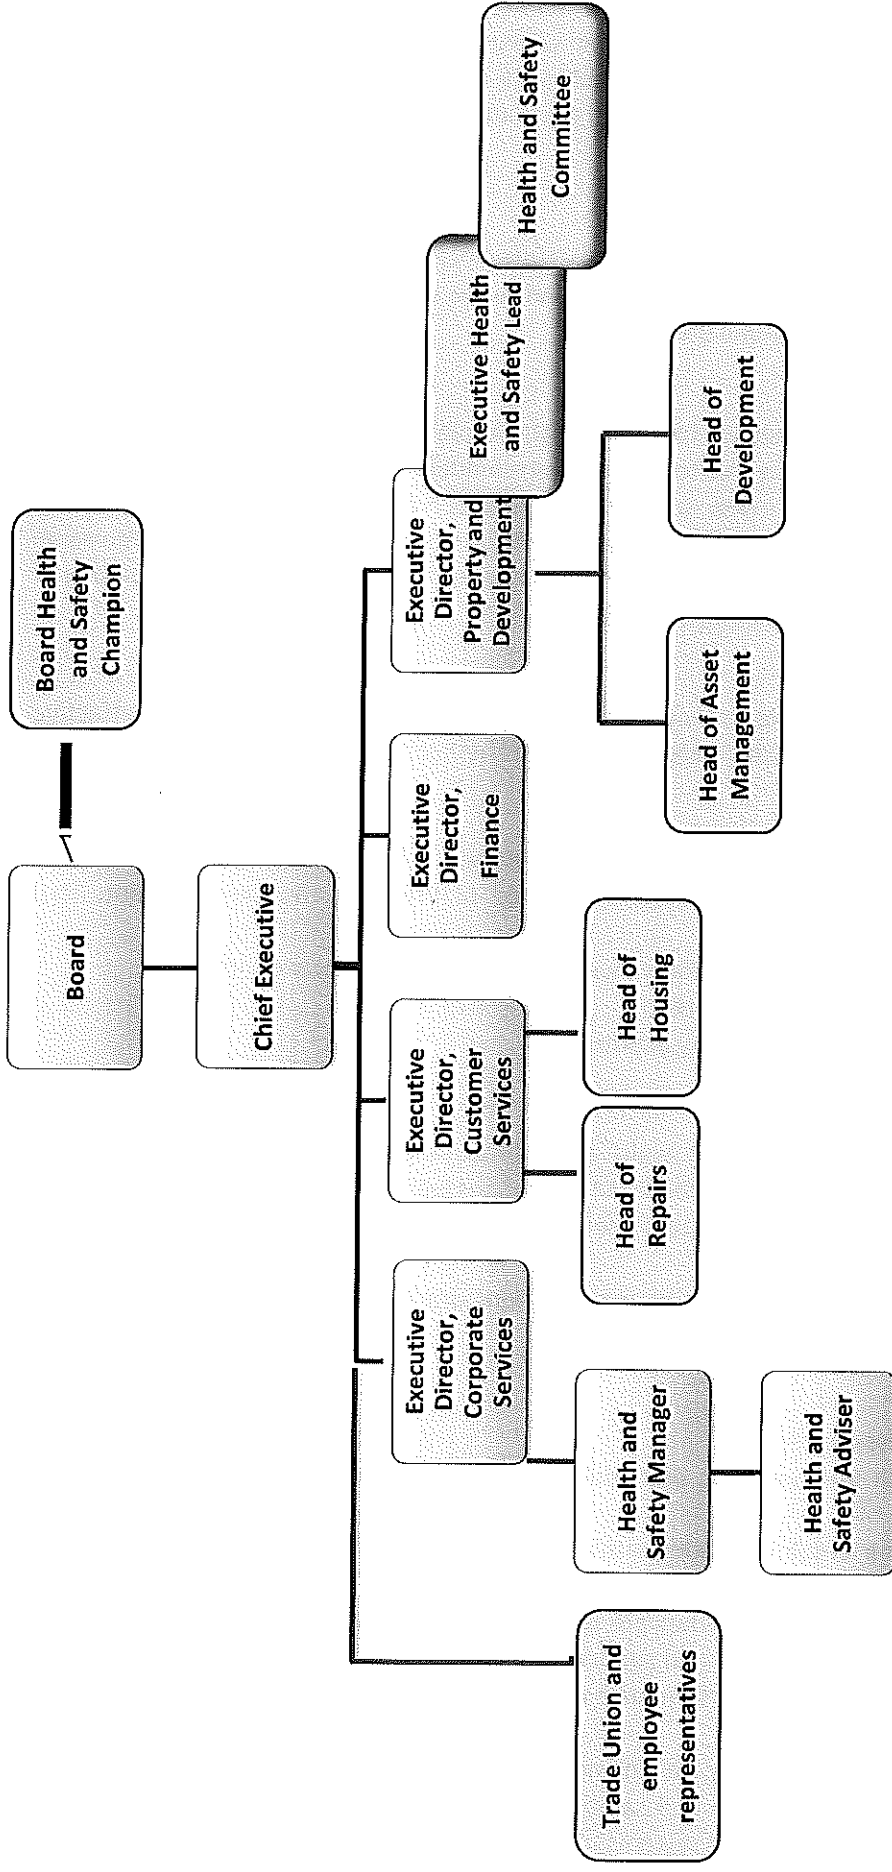 Board
Board Health
and Safety
Champion
Chief Executive
Executive
Director,
Corporate
Services
Executive
Director,
Customer
Services
Executive
Director,
Finance
Executive
Director,
Property and
Development
Executive Health
and Safety Lead
Health and Safety
Committee
Trade Union and
employee
representatives
Health and
Safety Manager
Head of
Repairs
Head of
Housing
Head of Asset
Management
Head of
Development
Health and
Safety Adviser